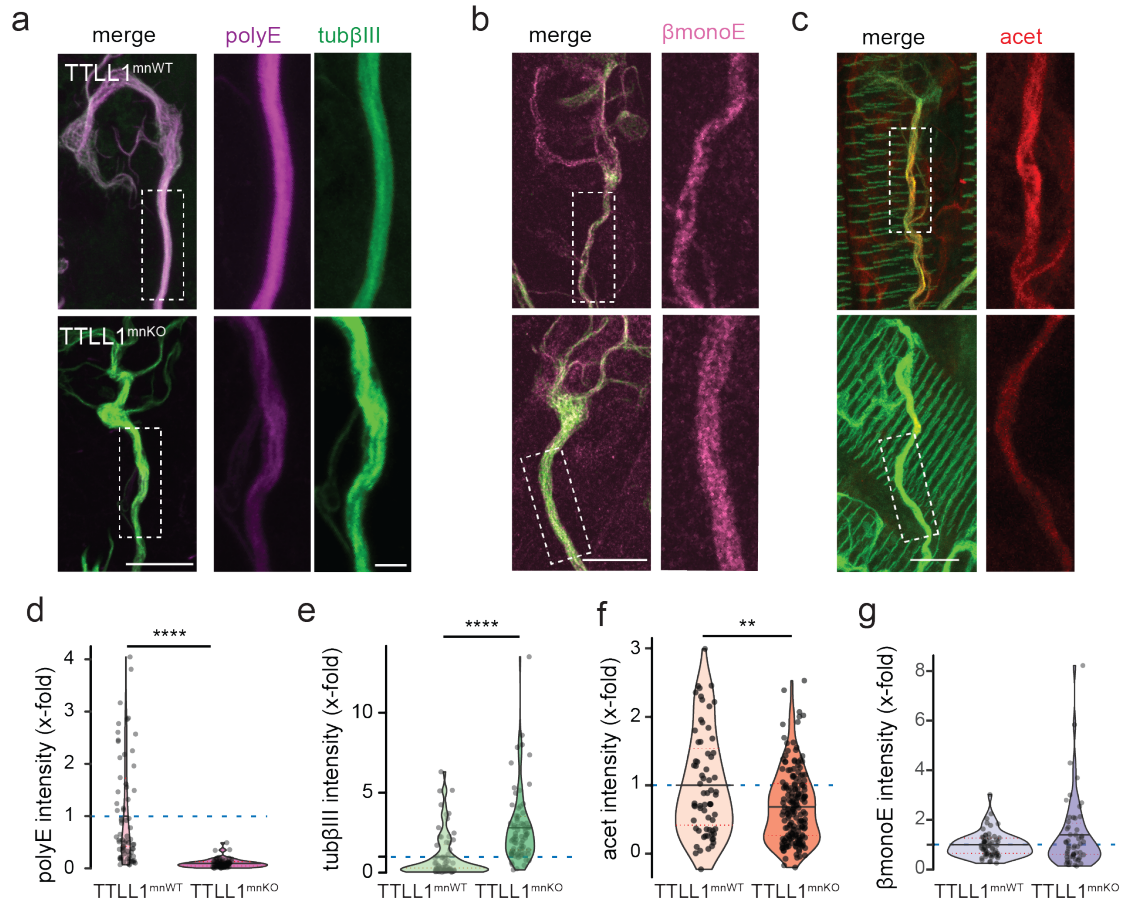 a
merge
polyE
tubβIII
TTLL1mnWT
TTLL1mnKO
b
merge
βmonoE
c
merge
acet
d
****
polyE intensity (x-fold)
4
3
2
1
0
TTLL1mnWT
TTLL1mnKO
e
****
tubβIII intensity (x-fold)
10
5
1
0
TTLL1mnWT
TTLL1mnKO
f
**
acet intensity (x-fold)
3
2
1
0
TTLL1mnWT
TTLL1mnKO
g
βmonoE intensity (x-fold)
8
6
4
2
1
0
TTLL1mnWT
TTLL1mnKO